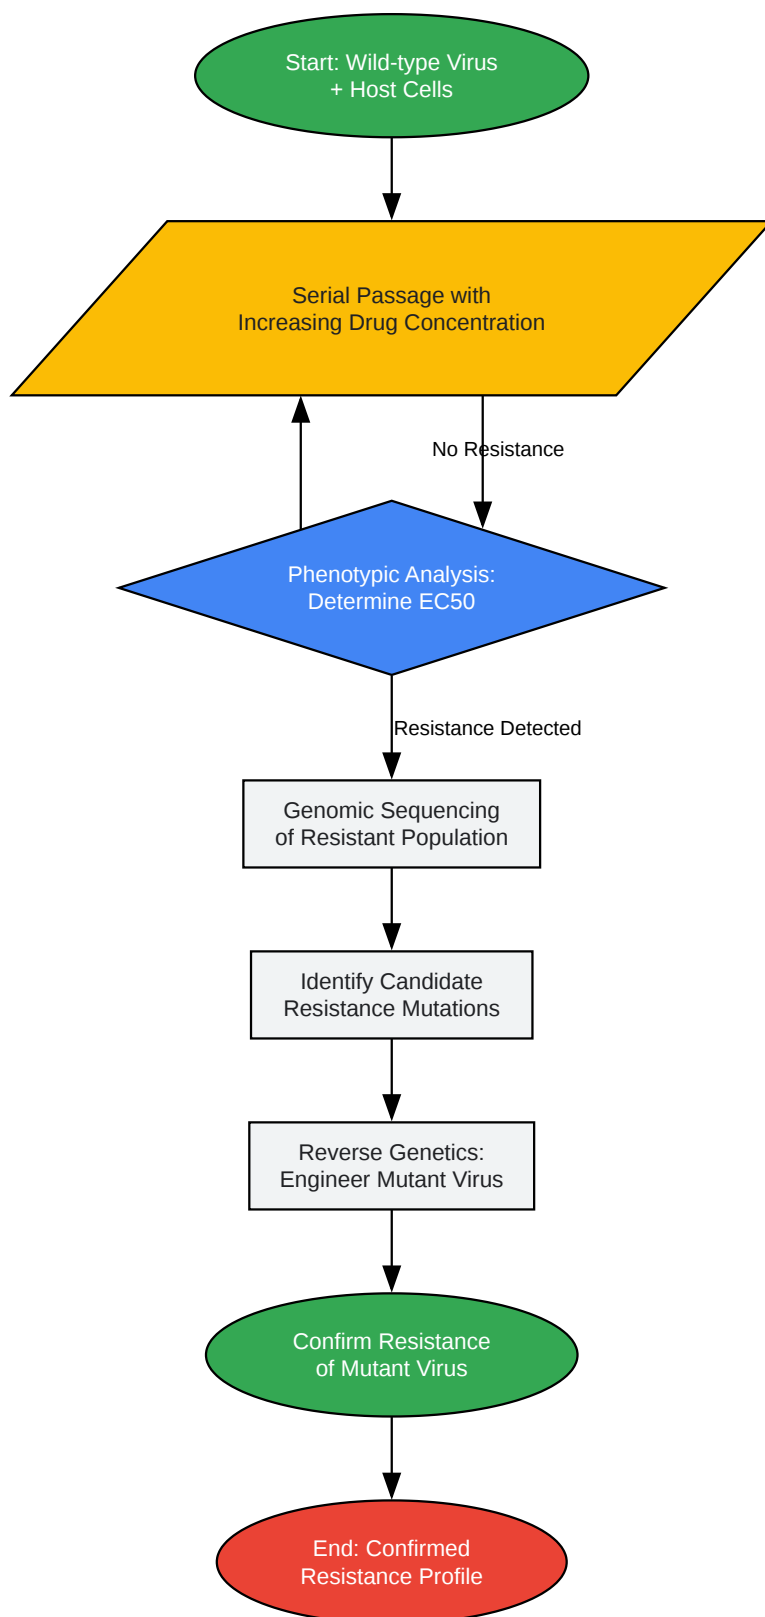 Start: Wild-type Virus
+ Host Cells
Serial Passage with
Increasing Drug Concentration
No Resistance
Phenotypic Analysis:
Determine EC50
Resistance Detected
Genomic Sequencing
of Resistant Population
Identify Candidate
Resistance Mutations
Reverse Genetics:
Engineer Mutant Virus
Confirm Resistance
of Mutant Virus
End: Confirmed
Resistance Profile